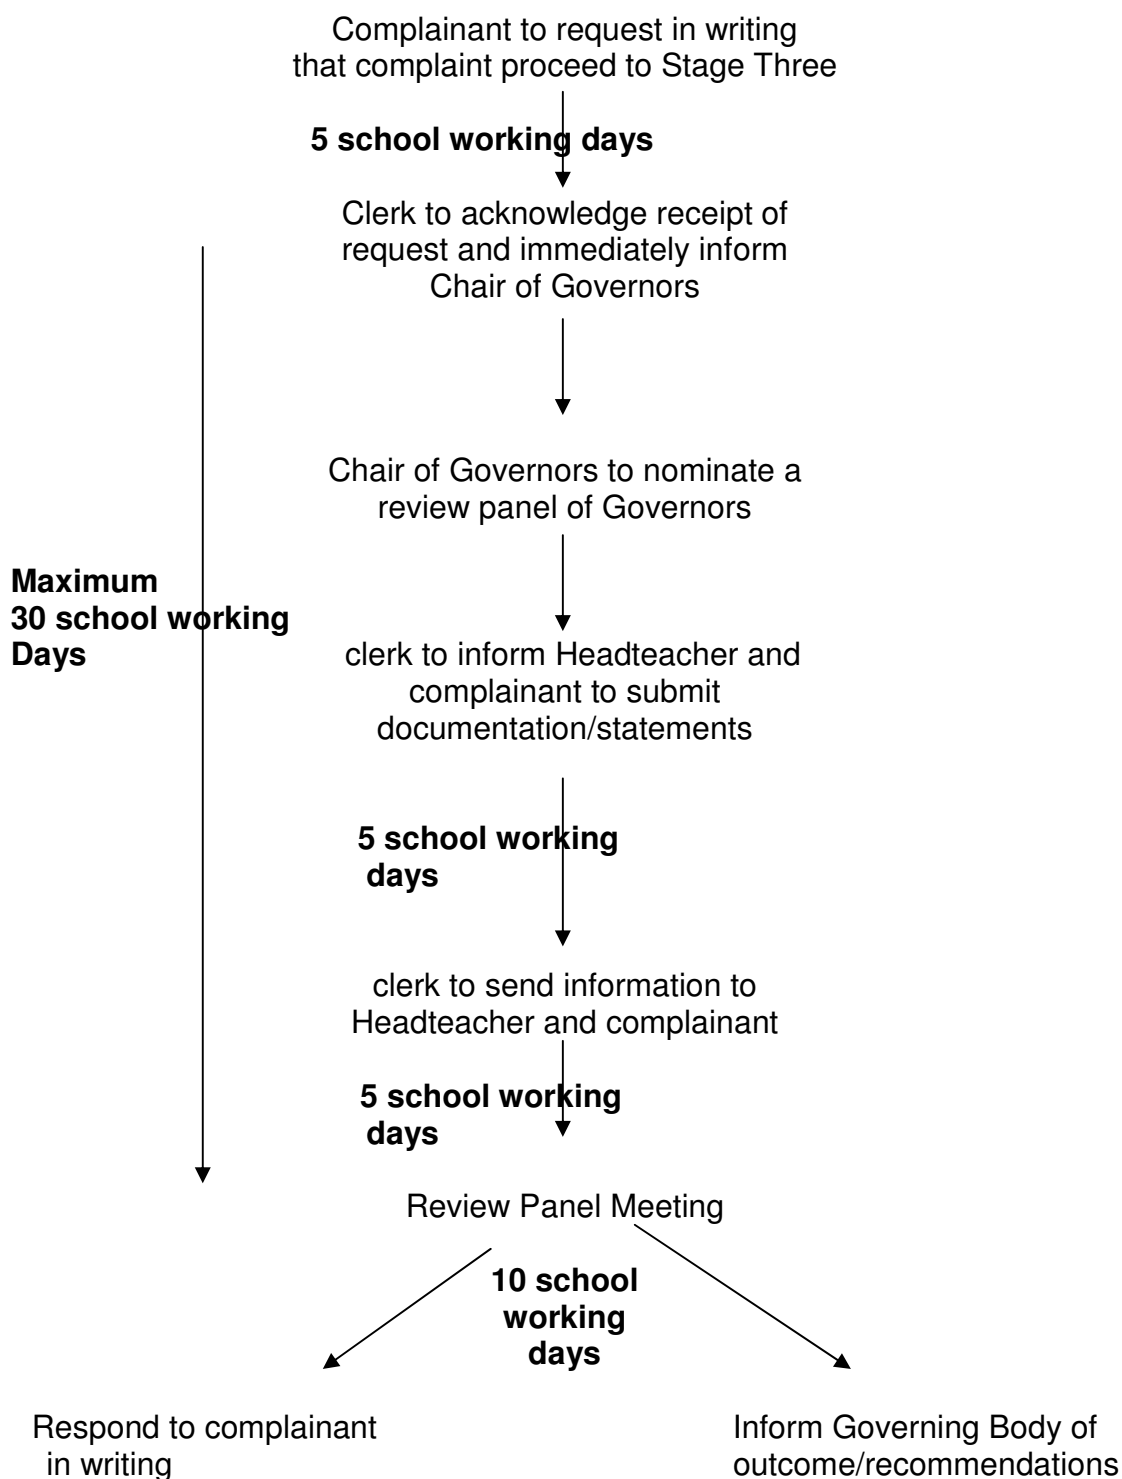 Complainant to request in writing
that complaint proceed to Stage Three
5 school working days
Clerk to acknowledge receipt of
request and immediately inform
Chair of Governors
Chair of Governors to nominate a
review panel of Governors
Maximum
30 school working
Days
clerk to inform Headteacher and
complainant to submit
documentation/statements
5 school working
days
clerk to send information to
Headteacher and complainant
5 school working
days
Review Panel Meeting
10 school
working
days
Respond to complainant
in writing
Inform Governing Body of
outcome/recommendations